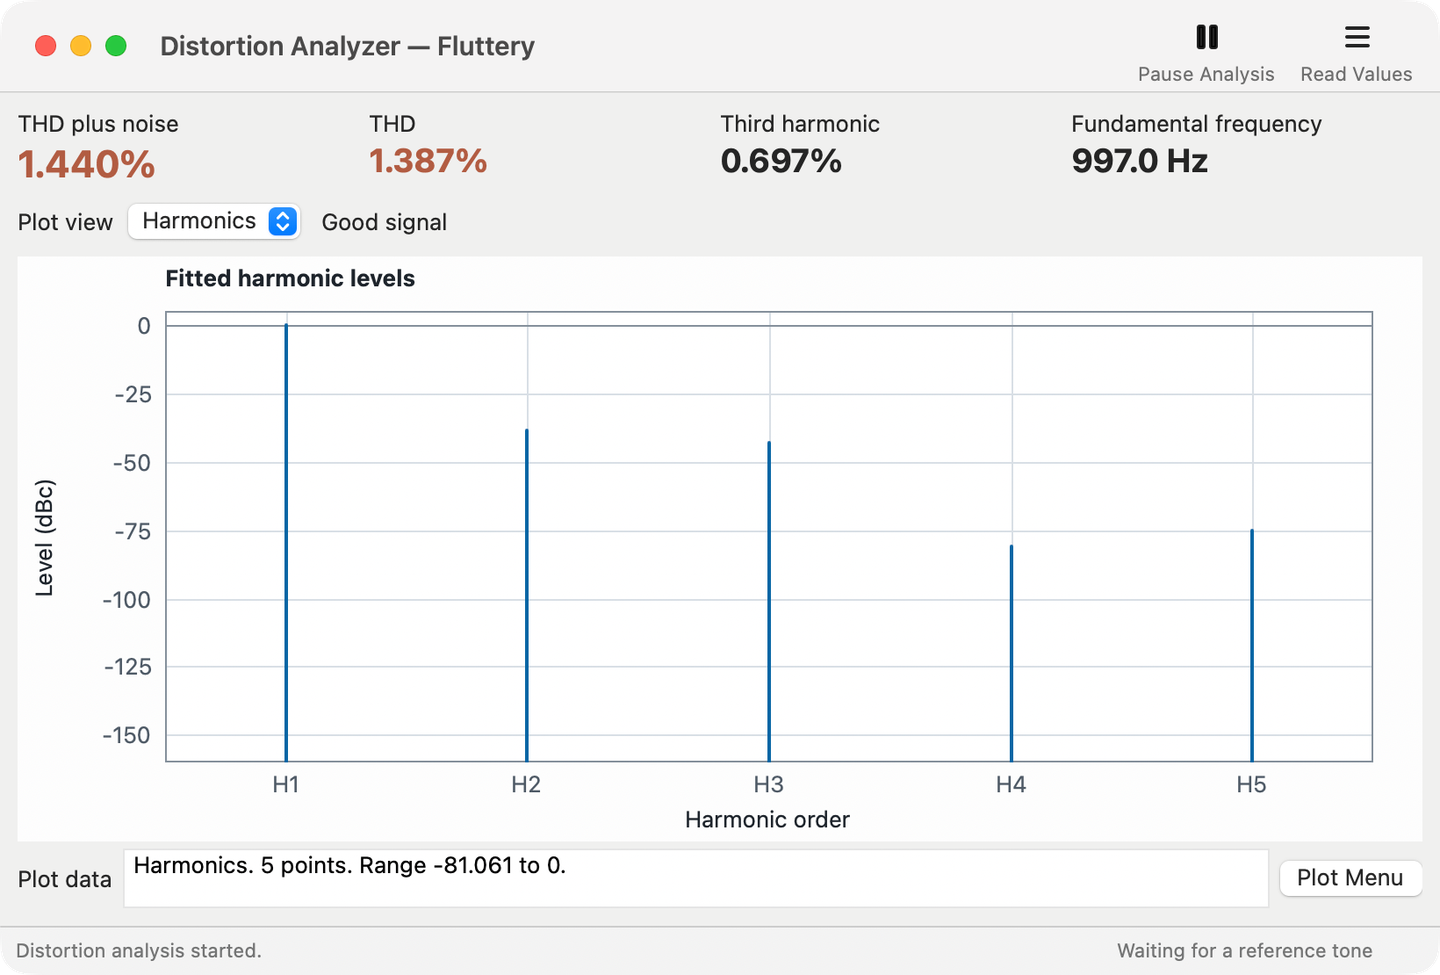 Distortion Analyzer — Fluttery
Pause Analysis
Read Values
THD plus noise
1.440%
THD
1.387%
Third harmonic
0.697%
Fundamental frequency
997.0 Hz
Plot view
Harmonics
Good signal
Fitted harmonic levels
0
-25
-50
-75
-100
-125
-150
Level (dBc)
H1
H2
H3
H4
H5
Harmonic order
Plot data
Harmonics. 5 points. Range -81.061 to 0.
Plot Menu
Distortion analysis started.
Waiting for a reference tone